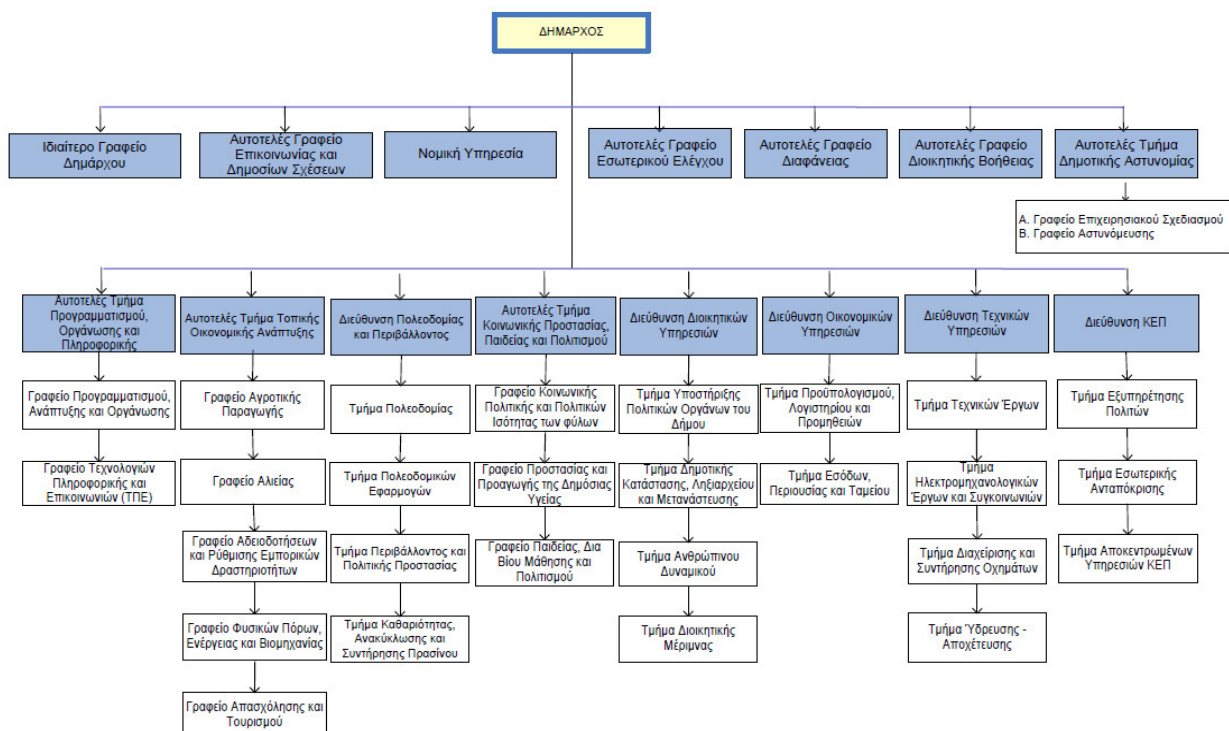 ΔΗΜΑΡΧΟΣ
Ιδιαίτερο Γραφείο
Δημάρχου
Αυτοτελές Γραφείο
Επικοινωνίας και
Δημοσίων Σχέσεων
Νομική Υπηρεσία
Αυτοτελές Γραφείο
Εσωτερικού Ελέγχου
Αυτοτελές Γραφείο
Διαφάνειας
Αυτοτελές Γραφείο
Διοικητικής Βοήθειας
Αυτοτελές Τμήμα
Δημοτικής Αστυνομίας
Α. Γραφείο Επιχειρησιακού Σχεδιασμού
Β. Γραφείο Αστυνόμευσης
Αυτοτελές Τμήμα
Προγραμματισμού,
Οργάνωσης και
Πληροφορικής
Αυτοτελές Τμήμα Τοπικής
Οικονομικής Ανάπτυξης
Διεύθυνση Πολεοδομίας
και Περιβάλλοντος
Αυτοτελές Τμήμα
Κοινωνικής Προστασίας,
Παιδείας και Πολιτισμού
Διεύθυνση Διοικητικών
Υπηρεσιών
Διεύθυνση Οικονομικών
Υπηρεσιών
Διεύθυνση Τεχνικών
Υπηρεσιών
Διεύθυνση ΚΕΠ
Γραφείο Προγραμματισμού,
Ανάπτυξης και Οργάνωσης
Γραφείο Αγροτικής
Παραγωγής
Τμήμα Πολεοδομίας
Γραφείο Κοινωνικής
Πολιτικής και Πολιτικών
Ισότητας των φύλων
Τμήμα Υποστήριξης
Πολιτικών Οργάνων του
Δήμου
Τμήμα Προϋπολογισμού,
Λογιστηρίου και
Προμηθειών
Τμήμα Τεχνικών Έργων
Τμήμα Εξυπηρέτησης
Πολιτών
Γραφείο Τεχνολογιών
Πληροφορικής και
Επικοινωνιών (ΤΠΕ)
Γραφείο Αλιείας
Τμήμα Πολεοδομικών
Εφαρμογών
Γραφείο Προστασίας και
Προαγωγής της Δημόσιας
Υγείας
Τμήμα Δημοτικής
Κατάστασης, Ληξιαρχείου
και Μετανάστευσης
Τμήμα Εσόδων,
Περιουσίας και Ταμείου
Τμήμα
Ηλεκτρομηχανολογικών
Έργων και Συγκοινωνιών
Τμήμα Εσωτερικής
Ανταπόκρισης
Γραφείο Αδειοδοτήσεων
και Ρύθμισης Εμπορικών
Δραστηριοτήτων
Τμήμα Περιβάλλοντος και
Πολιτικής Προστασίας
Γραφείο Παιδείας, Δια
Βίου Μάθησης και
Πολιτισμού
Τμήμα Ανθρώπινου
Δυναμικού
Τμήμα Διαχείρισης και
Συντήρησης Οχημάτων
Τμήμα Αποκεντρωμένων
Υπηρεσιών ΚΕΠ
Γραφείο Φυσικών Πόρων,
Ενέργειας και Βιομηχανίας
Τμήμα Καθαριότητας,
Ανακύκλωσης και
Συντήρησης Πρασίνου
Τμήμα Διοικητικής
Μέριμνας
Τμήμα Ύδρευσης -
Αποχέτευσης
Γραφείο Απασχόλησης και
Τουρισμού